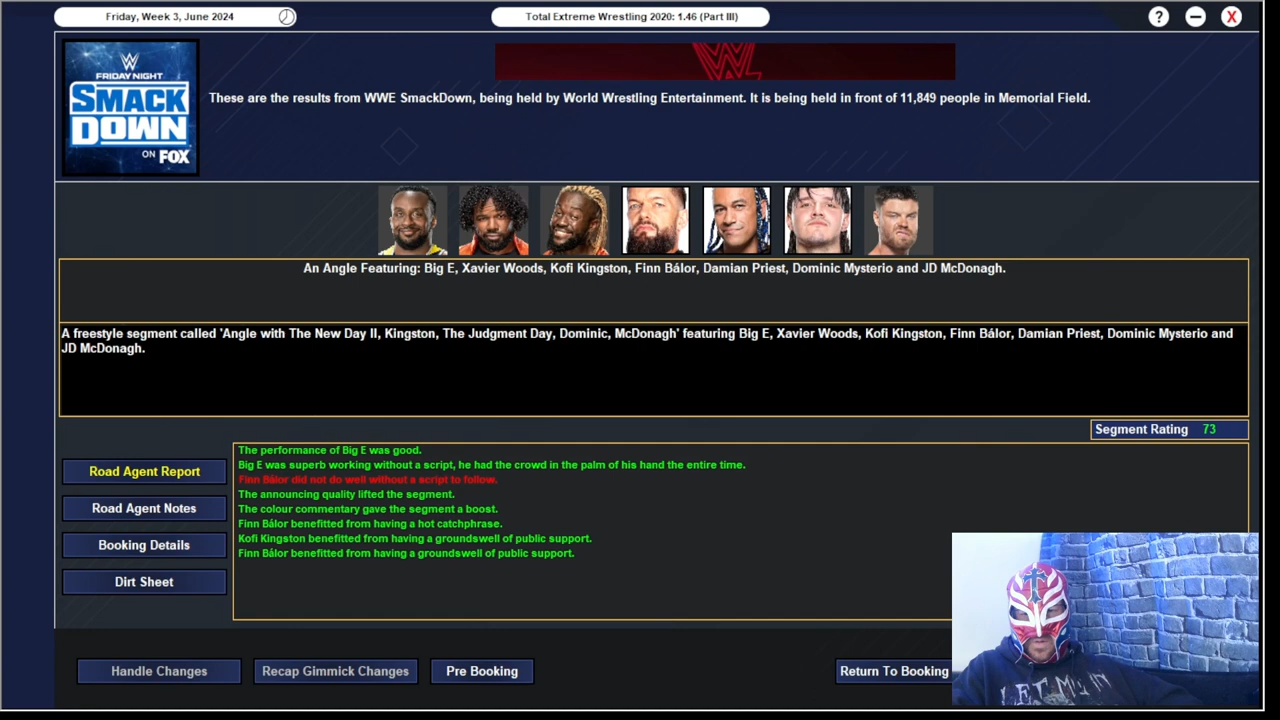 Friday, Week 3, June 2024
Total Extreme Wrestling 2020: 1.46 (Part III)
?
X
W
FRIDAY NIGHT
SMACK
DOWN
ON FOX
These are the results from WWE SmackDown, being held by World Wrestling Entertainment. It is being held in front of 11,849 people in Memorial Field.
An Angle Featuring: Big E, Xavier Woods, Kofi Kingston, Finn Bálor, Damian Priest, Dominic Mysterio and JD McDonagh.
A freestyle segment called 'Angle with The New Day II, Kingston, The Judgment Day, Dominic, McDonagh' featuring Big E, Xavier Woods, Kofi Kingston, Finn Bálor, Damian Priest, Dominic Mysterio and
JD McDonagh.
Segment Rating 73
The performance of Big E was good.
Big E was superb working without a script, he had the crowd in the palm of his hand the entire time.
Finn Bálor did not do well without a script to follow.
The announcing quality lifted the segment.
The colour commentary gave the segment a boost.
Finn Bálor benefitted from having a hot catchphrase.
Kofi Kingston benefitted from having a groundswell of public support.
Finn Bálor benefitted from having a groundswell of public support.
Road Agent Report
Road Agent Notes
Booking Details
Dirt Sheet
Handle Changes
Recap Gimmick Changes
Pre Booking
Return To Booking
LET ME IN